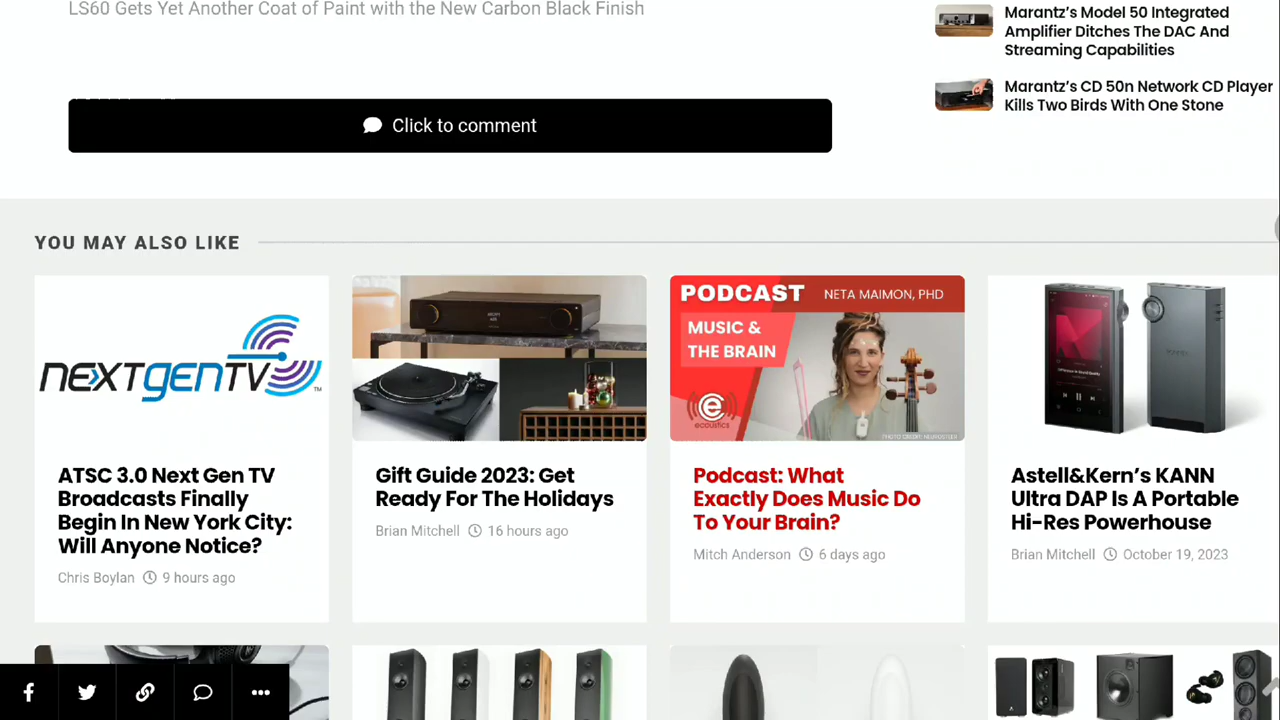 LS60 Gets Yet Another Coat of Paint with the New Carbon Black Finish
Marantz’s Model 50 Integrated
Amplifier Ditches The DAC And
Streaming Capabilities
Marantz’s CD 50n Network CD Player
Kills Two Birds With One Stone
Click to comment
YOU MAY ALSO LIKE
NEXTGENTV
TM
ATSC 3.0 Next Gen TV
Broadcasts Finally
Begin In New York City:
Will Anyone Notice?
Chris Boylan 9 hours ago
Gift Guide 2023: Get
Ready For The Holidays
Brian Mitchell 16 hours ago
PODCAST NETA MAIMON, PHD
MUSIC &
THE BRAIN
e
ecoustics
Podcast: What
Exactly Does Music Do
To Your Brain?
Mitch Anderson 6 days ago
Astell&Kern’s KANN
Ultra DAP Is A Portable
Hi-Res Powerhouse
Brian Mitchell October 19, 2023